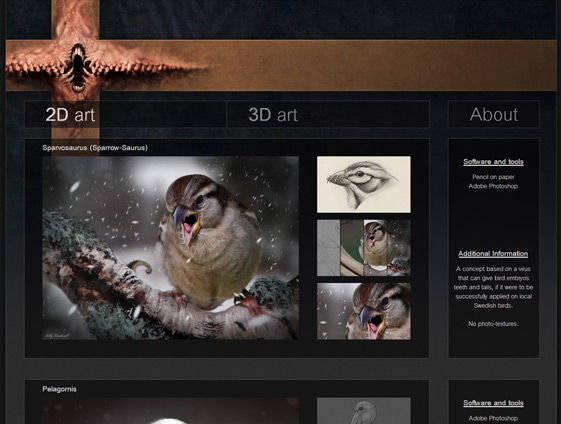 2D art
3D art
About
Sparvosaurus (Sparrow-Saurus)
Software and tools
Pencil on paper
Adobe Photoshop
Additional Information
A concept based on a virus
that can give bird embryos
teeth and tails, if it were to be
successfully applied on local
Swedish birds.
No photo-textures.
Pelagornis
Software and tools
Adobe Photoshop